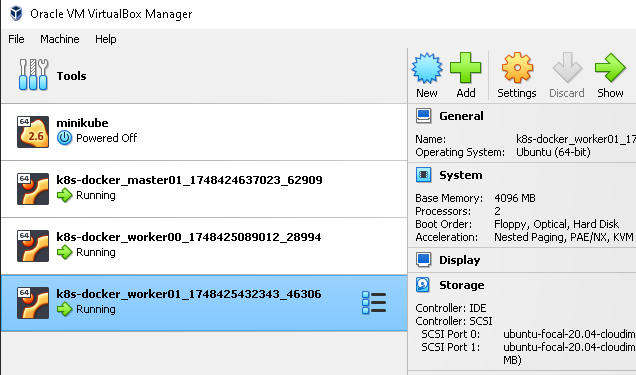 Oracle VM VirtualBox Manager
File Machine Help
Tools
New Add Settings Discard Show
64
2.6
minikube
Powered Off
64
k8s-docker_master01_1748424637023_62909
Running
64
k8s-docker_worker00_1748425089012_28994
Running
64
k8s-docker_worker01_1748425432343_46306
Running
General
Name: k8s-docker_worker01_17
Operating System: Ubuntu (64-bit)
System
Base Memory: 4096 MB
Processors: 2
Boot Order: Floppy, Optical, Hard Disk
Acceleration: Nested Paging, PAE/NX, KVM
Display
Storage
Controller: IDE
Controller: SCSI
SCSI Port 0: ubuntu-focal-20.04-cloudim
SCSI Port 1: ubuntu-focal-20.04-cloudim
MB)